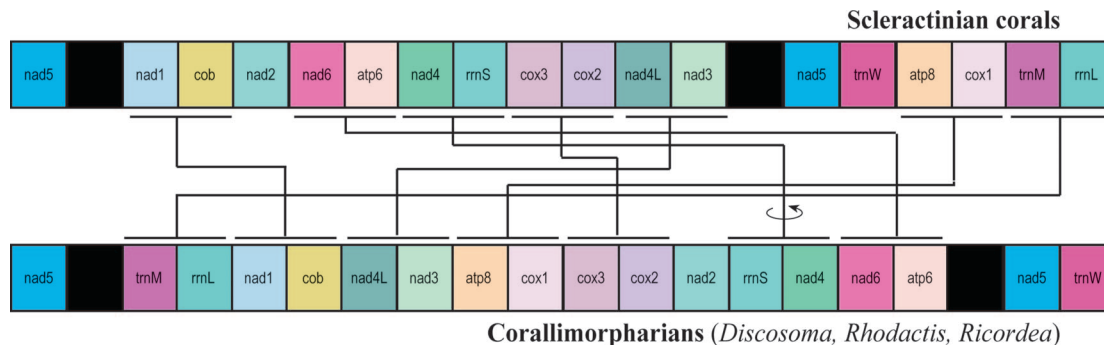 Scleractinian corals
nad5 nad1 cob nad2 nad6 atp6 nad4 rrnS cox3 cox2 nad4L nad3 nad5 trnW atp8 cox1 trnM rrnL
nad5 trnM rrnL nad1 cob nad4L nad3 atp8 cox1 cox3 cox2 nad2 rrnS nad4 nad6 atp6 nad5 trnW
Corallimorpharians (Discosoma, Rhodactis, Ricordea)